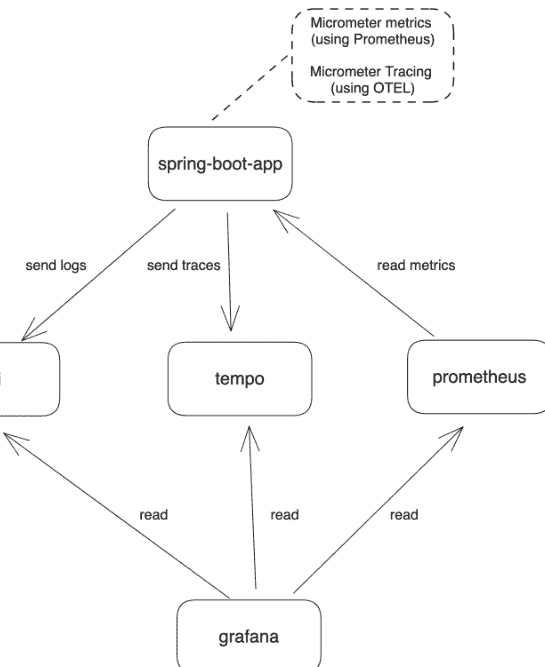 Micrometer metrics
(using Prometheus)
Micrometer Tracing
(using OTEL)
spring-boot-app
send logs
send traces
read metrics
tempo
prometheus
read
read
read
grafana